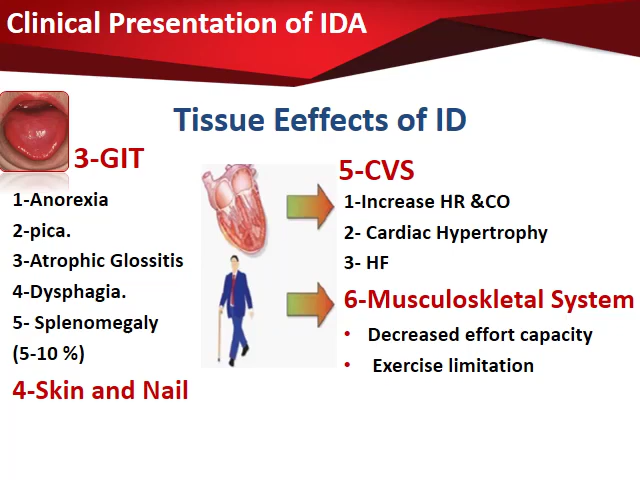 Clinical Presentation of IDA
Tissue Eeffects of ID
3-GIT
1-Anorexia
2-pica.
3-Atrophic Glossitis
4-Dysphagia.
5- Splenomegaly
(5-10 %)
4-Skin and Nail
5-CVS
1-Increase HR &CO
2- Cardiac Hypertrophy
3- HF
6-Musculoskletal System
• Decreased effort capacity
• Exercise limitation